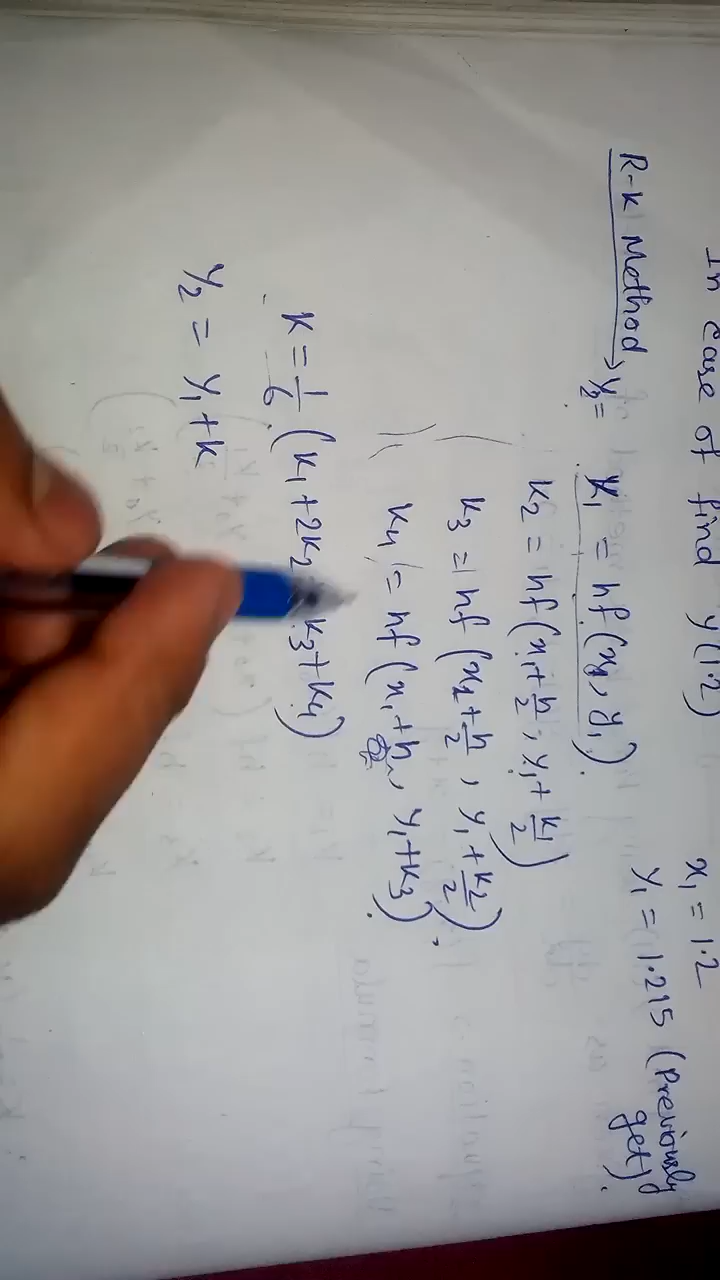 In case of find y(1.2)
x₁ = 1.2
y₁ = 1.215 (Previously get)
R-K Method → y₂ =
k₁ = hf(x₁, y₁)
k₂ = hf(x₁ + h/2, y₁ + k₁/2)
k₃ = hf(x₁ + h/2, y₁ + k₂/2)
k₄ = hf(x₁ + h, y₁ + k₃)
k = 1/6 (k₁ + 2k₂ k₃ + k₄)
y₂ = y₁ + k